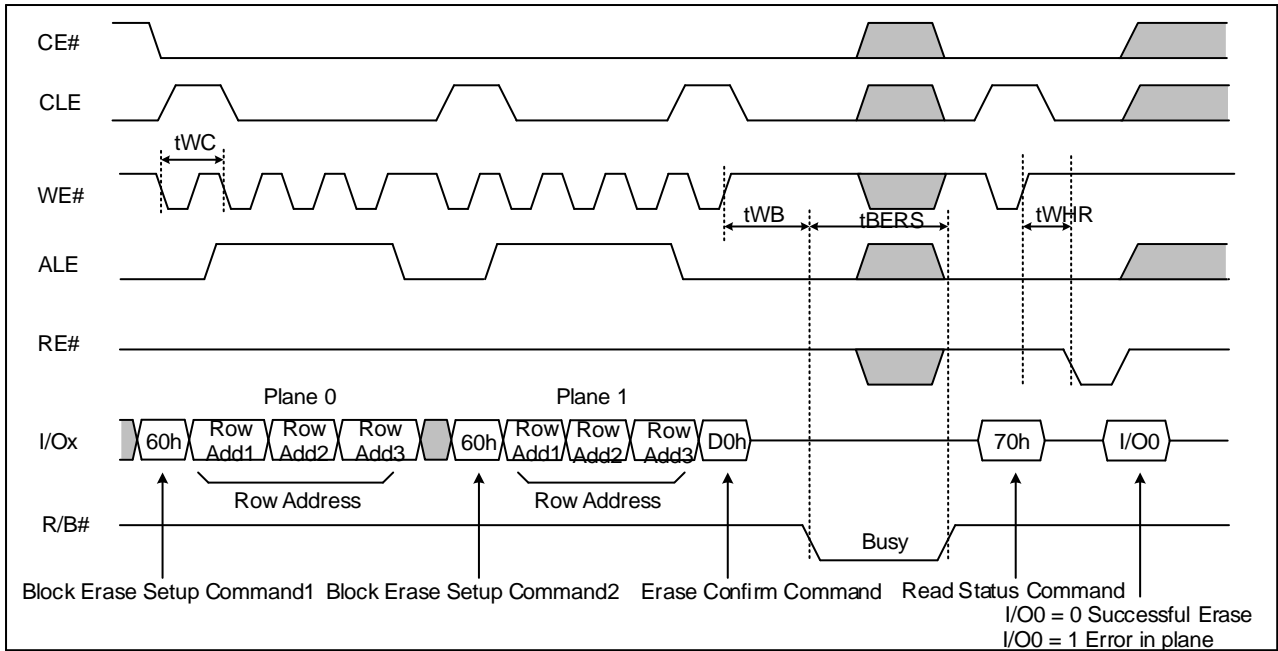 CE#
CLE
tWC
WE#
tWB
tBERS
tWHR
ALE
RE#
Plane 0
Plane 1
I/Ox
60h
Row Add1
Row Add2
Row Add3
60h
Row Add1
Row Add2
Row Add3
D0h
70h
I/O0
Row Address
Row Address
R/B#
Busy
Block Erase Setup Command1
Block Erase Setup Command2
Erase Confirm Command
Read Status Command
I/O0 = 0 Successful Erase
I/O0 = 1 Error in plane